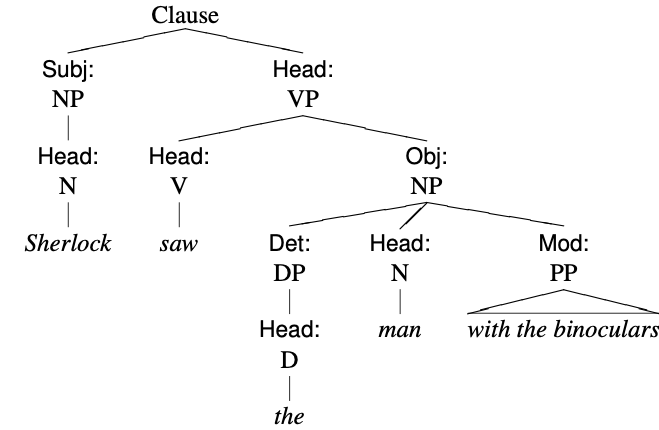 Clause
Subj: Head:
NP VP
Head: Head: Obj:
N V NP
Sherlock saw Det: Head: Mod:
DP N PP
Head: man with the binoculars
D
the